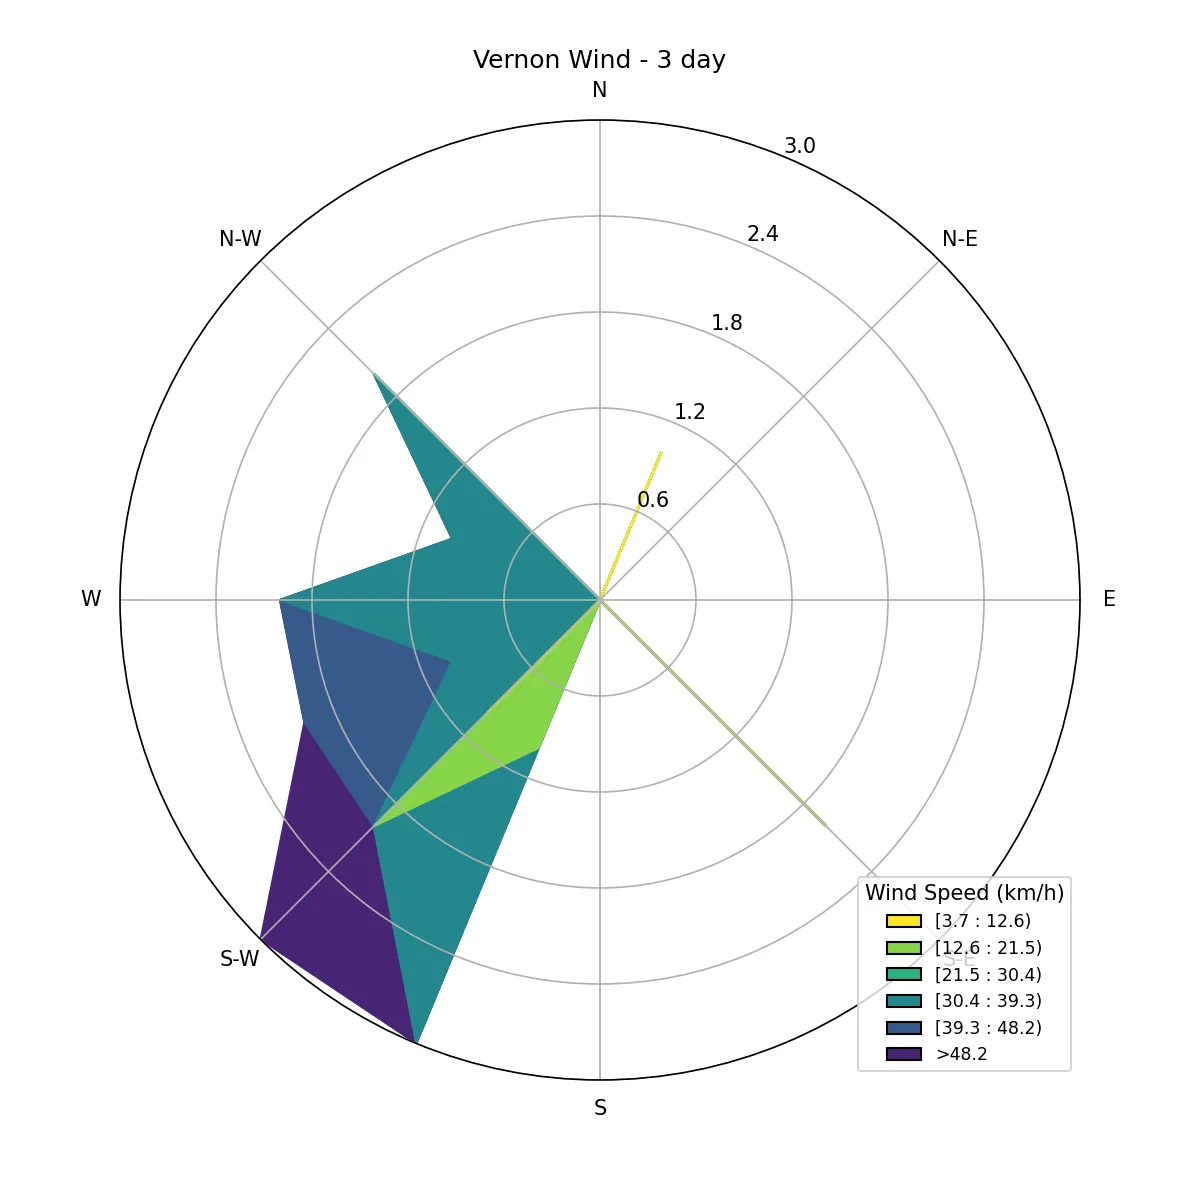 Vernon Wind - 3 day
N
3.0
N-W
N-E
2.4
1.8
1.2
0.6
W
E
S-W
S-E
S
Wind Speed (km/h)
[3.7 : 12.6)
[12.6 : 21.5)
[21.5 : 30.4)
[30.4 : 39.3)
[39.3 : 48.2)
>48.2